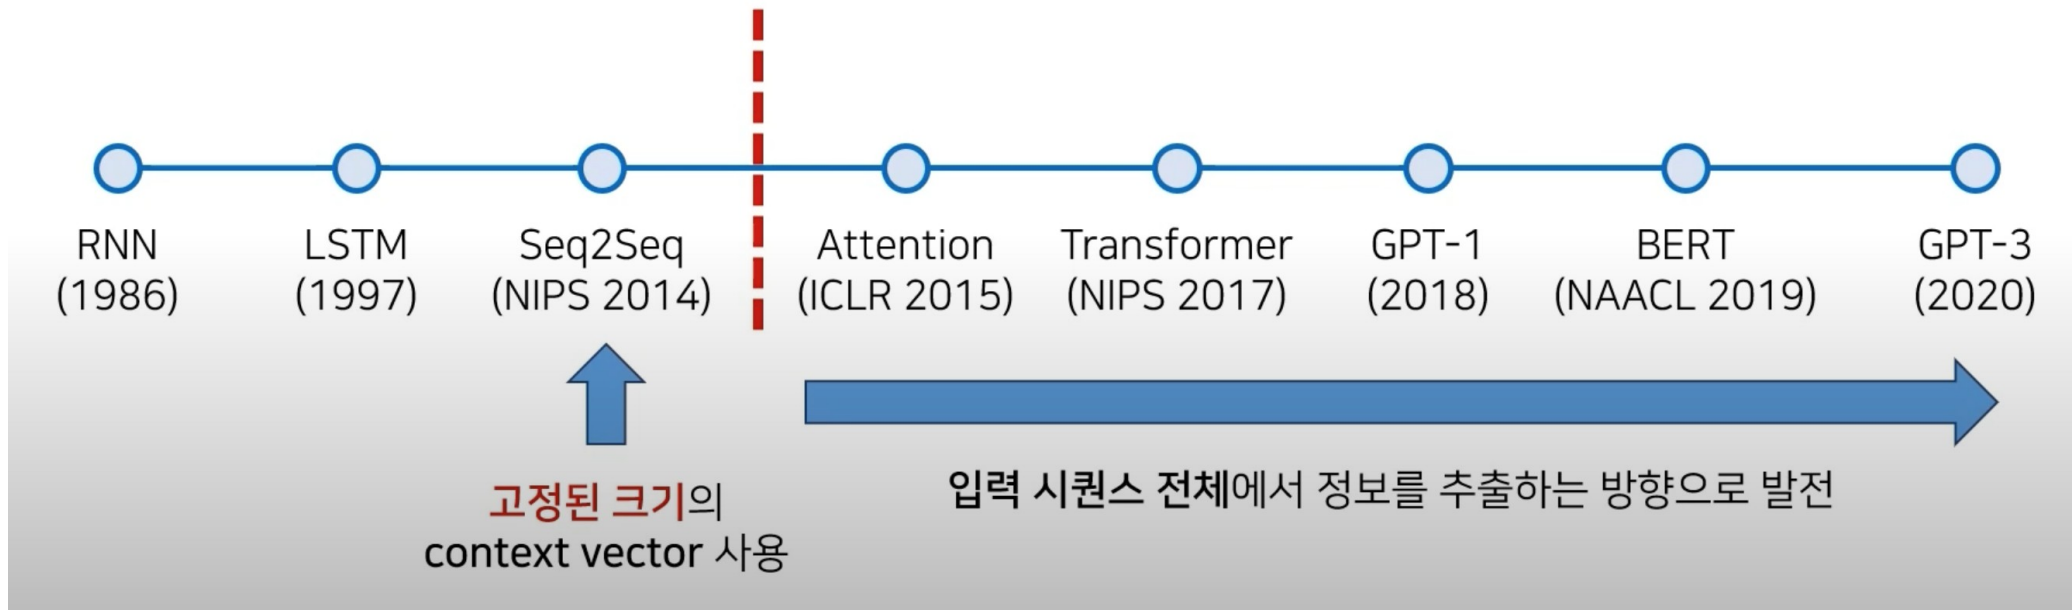 RNN
(1986)
LSTM
(1997)
Seq2Seq
(NIPS 2014)
Attention
(ICLR 2015)
Transformer
(NIPS 2017)
GPT-1
(2018)
BERT
(NAACL 2019)
GPT-3
(2020)
고정된 크기의
context vector 사용
입력 시퀀스 전체에서 정보를 추출하는 방향으로 발전